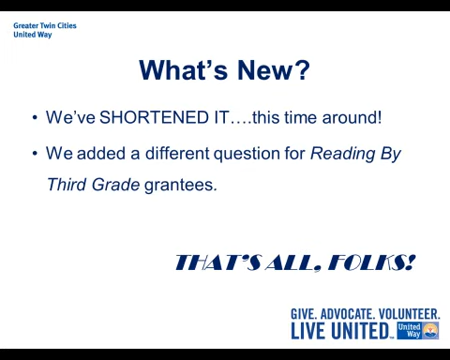 Greater Twin Cities
United Way
What's New?
• We've SHORTENED IT….this time around!
• We added a different question for Reading By
Third Grade grantees.
THAT'S ALL, FOLKS!
GIVE. ADVOCATE. VOLUNTEER.
LIVE UNITED™
United
Way